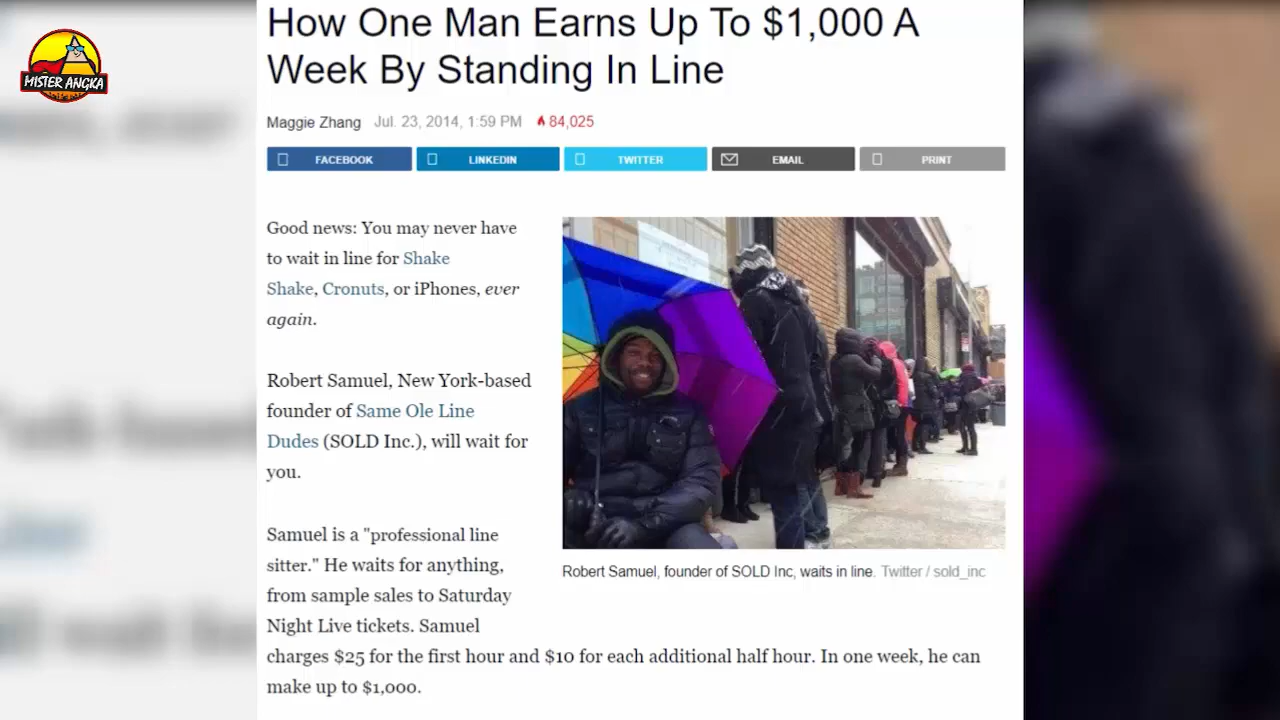 MISTER ANGKA
How One Man Earns Up To $1,000 A
Week By Standing In Line
Maggie Zhang Jul. 23, 2014, 1:59 PM 84,025
FACEBOOK LINKEDIN TWITTER EMAIL PRINT
Good news: You may never have
to wait in line for Shake
Shake, Cronuts, or iPhones, ever
again.
Robert Samuel, New York-based
founder of Same Ole Line
Dudes (SOLD Inc.), will wait for
you.
Samuel is a "professional line
sitter." He waits for anything,
from sample sales to Saturday
Night Live tickets. Samuel
charges $25 for the first hour and $10 for each additional half hour. In one week, he can
make up to $1,000.
Robert Samuel, founder of SOLD Inc, waits in line. Twitter / sold_inc